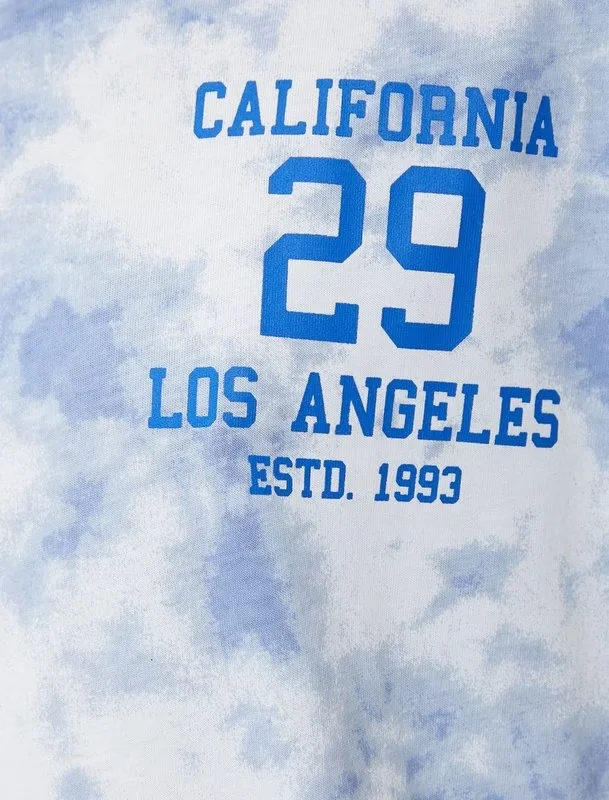 CALIFORNIA
29
LOS ANGELES
ESTD. 1993